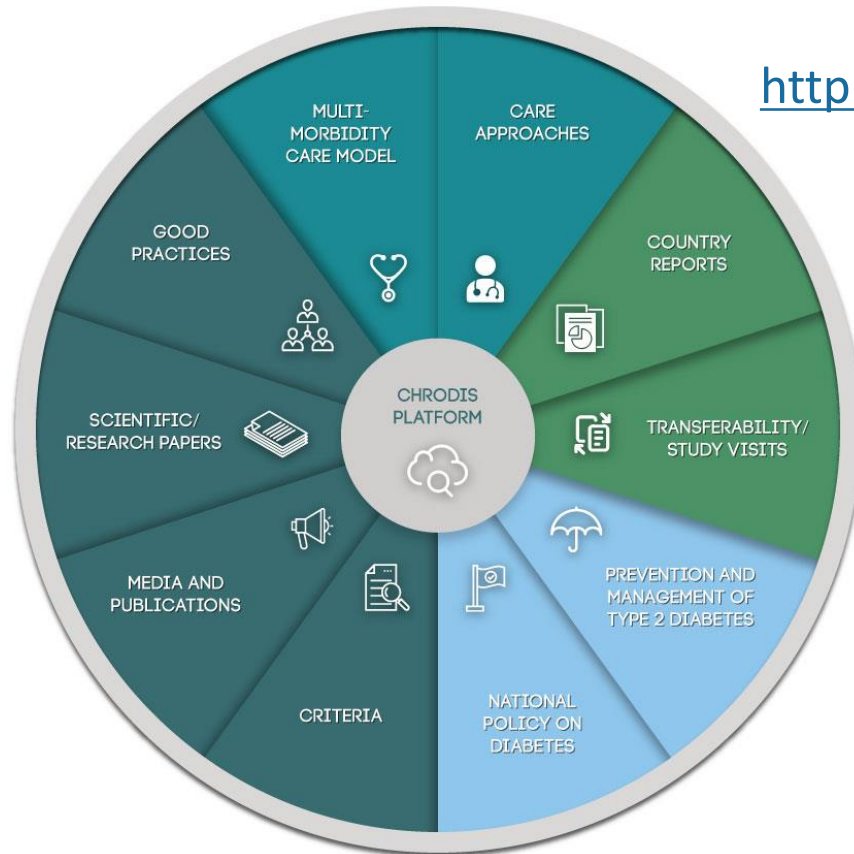 http
MULTI-
MORBIDITY
CARE MODEL
CARE
APPROACHES
COUNTRY
REPORTS
TRANSFERABILITY/
STUDY VISITS
PREVENTION AND
MANAGEMENT OF
TYPE 2 DIABETES
NATIONAL
POLICY ON
DIABETES
CRITERIA
MEDIA AND
PUBLICATIONS
SCIENTIFIC/
RESEARCH PAPERS
GOOD
PRACTICES
CHRODIS
PLATFORM